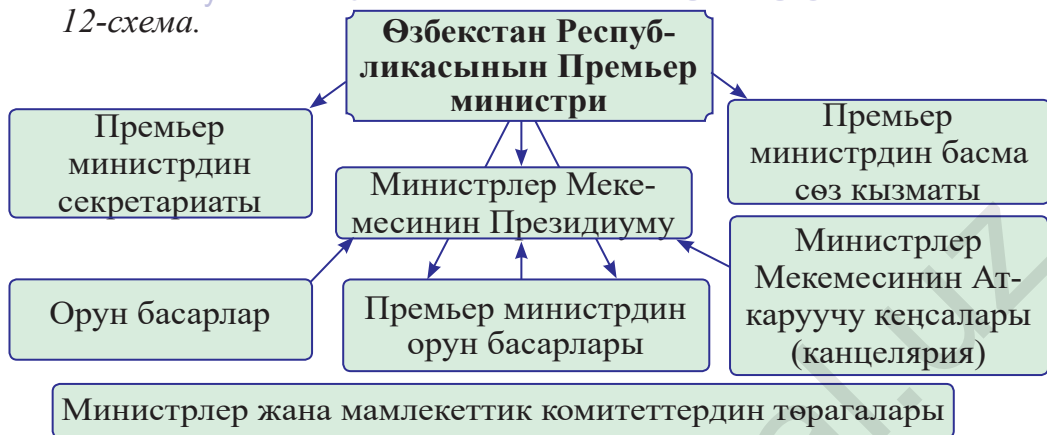 12-схема.
Өзбекстан Респуб-
ликасынын Премьер
министри
Премьер
министрдин
секретариаты
Премьер
министрдин басма
сөз кызматы
Министрлер Меке-
месинин Президиуму
Министрлер
Мекемесинин Ат-
каруучу кеңсалары
(канцелярия)
Орун басарлар
Премьер министрдин
орун басарлары
Министрлер жана мамлекеттик комитеттердин төрагалары